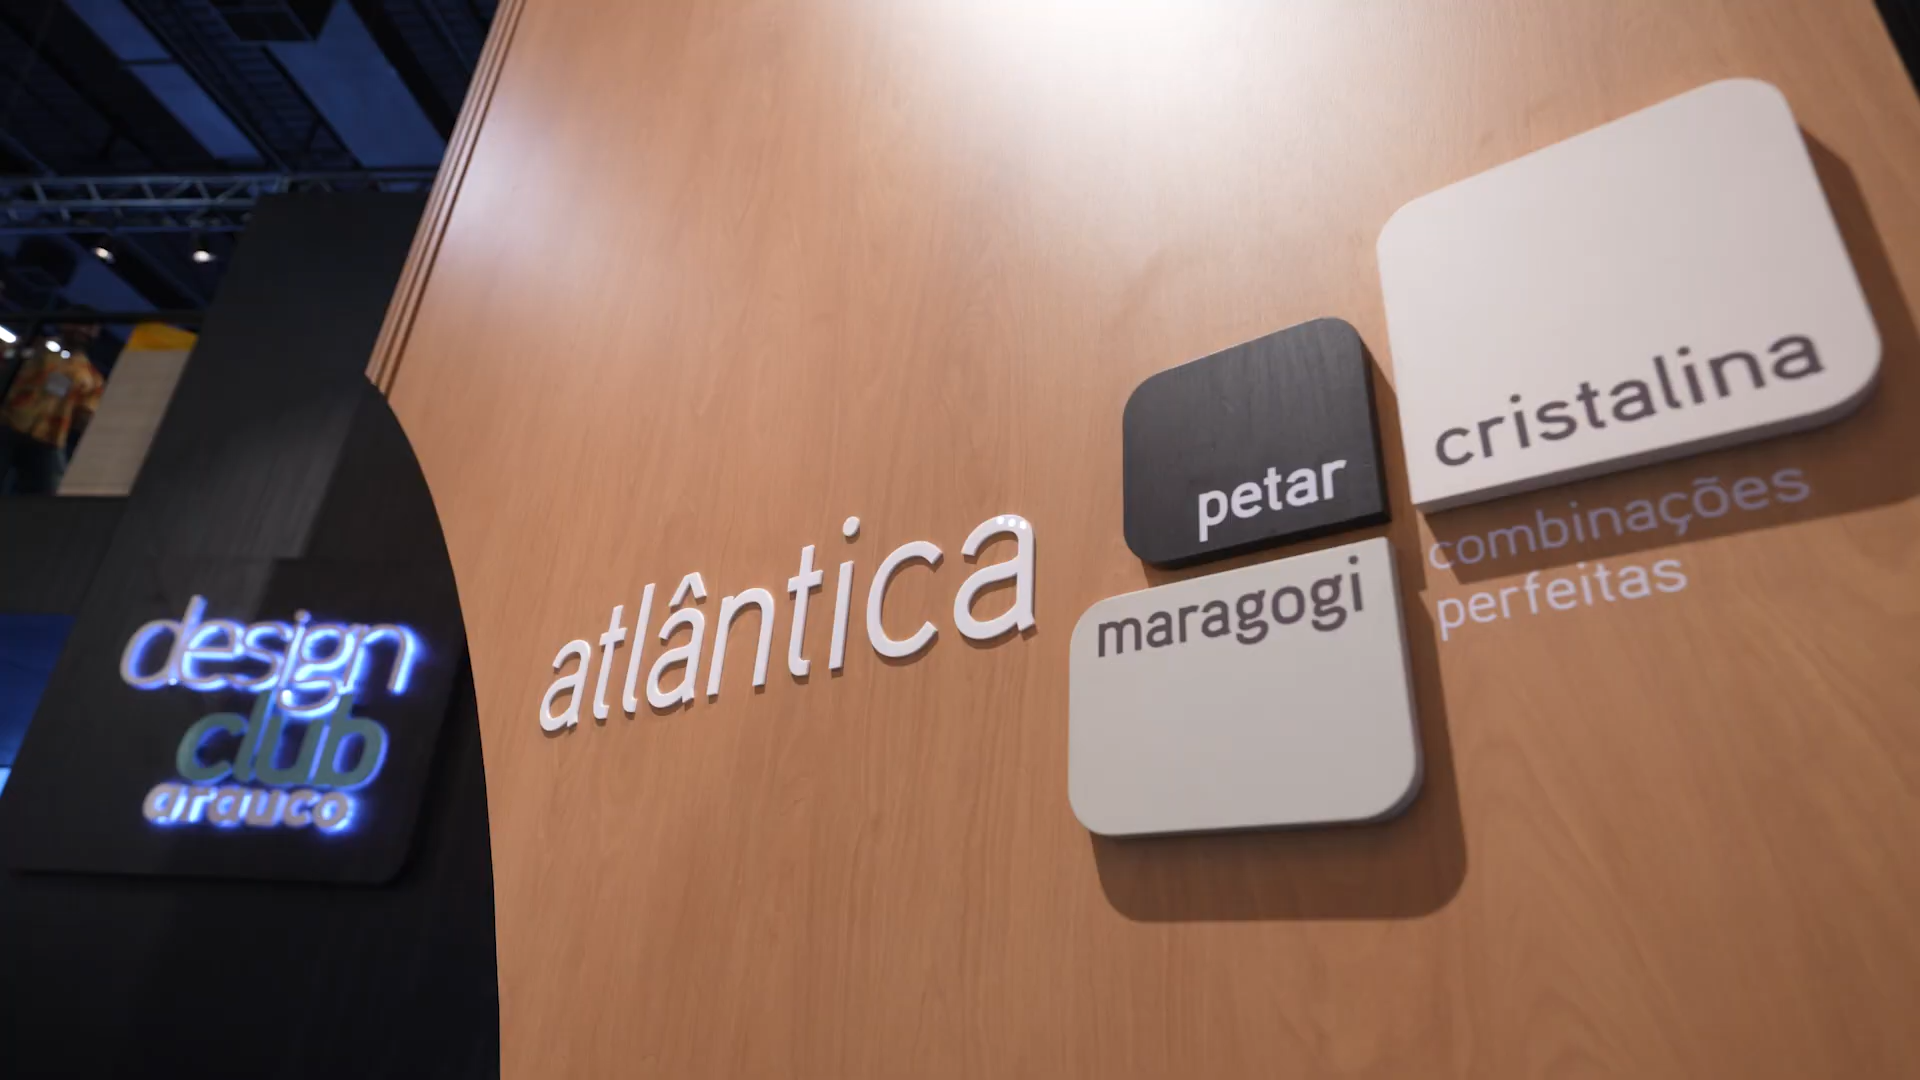 design
club
arauco
atlântica
petar
maragogi
cristalina
combinações
perfeitas